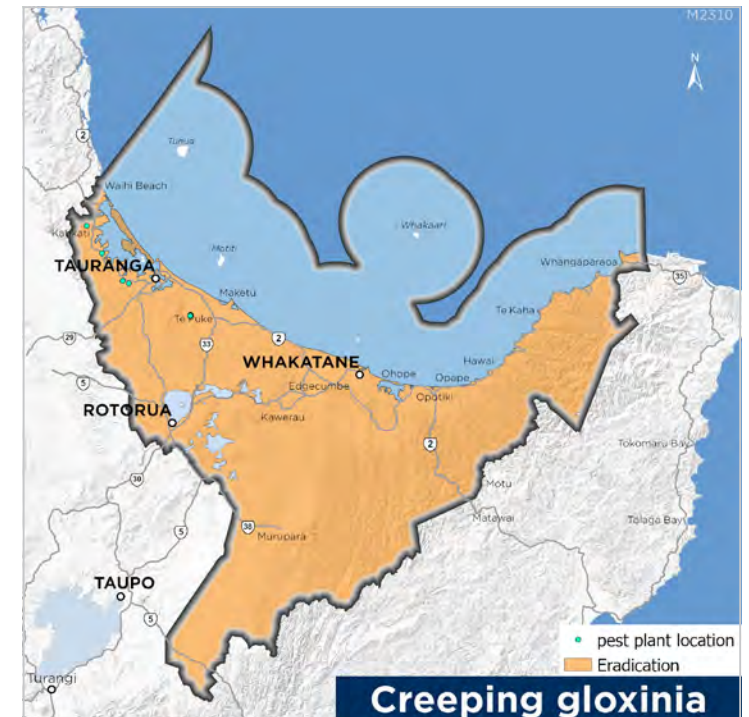 M2310
N
2
Tuhua
Waihi Beach
Katikati
Whakaari
Motiti
Whangaparaoa
TAURANGA
35
Maketu
Te Kaha
Te Puke
2
29
33
WHAKATANE
Hawai
Ohope
Opape
5
Edgecumbe
Opotiki
ROTORUA
Kawerau
2
Tokomaru Bay
30
Motu
5
Matawai
Tolaga Bay
38
Murupara
TAUPO
5
pest plant location
Eradication
Turangi
Creeping gloxinia